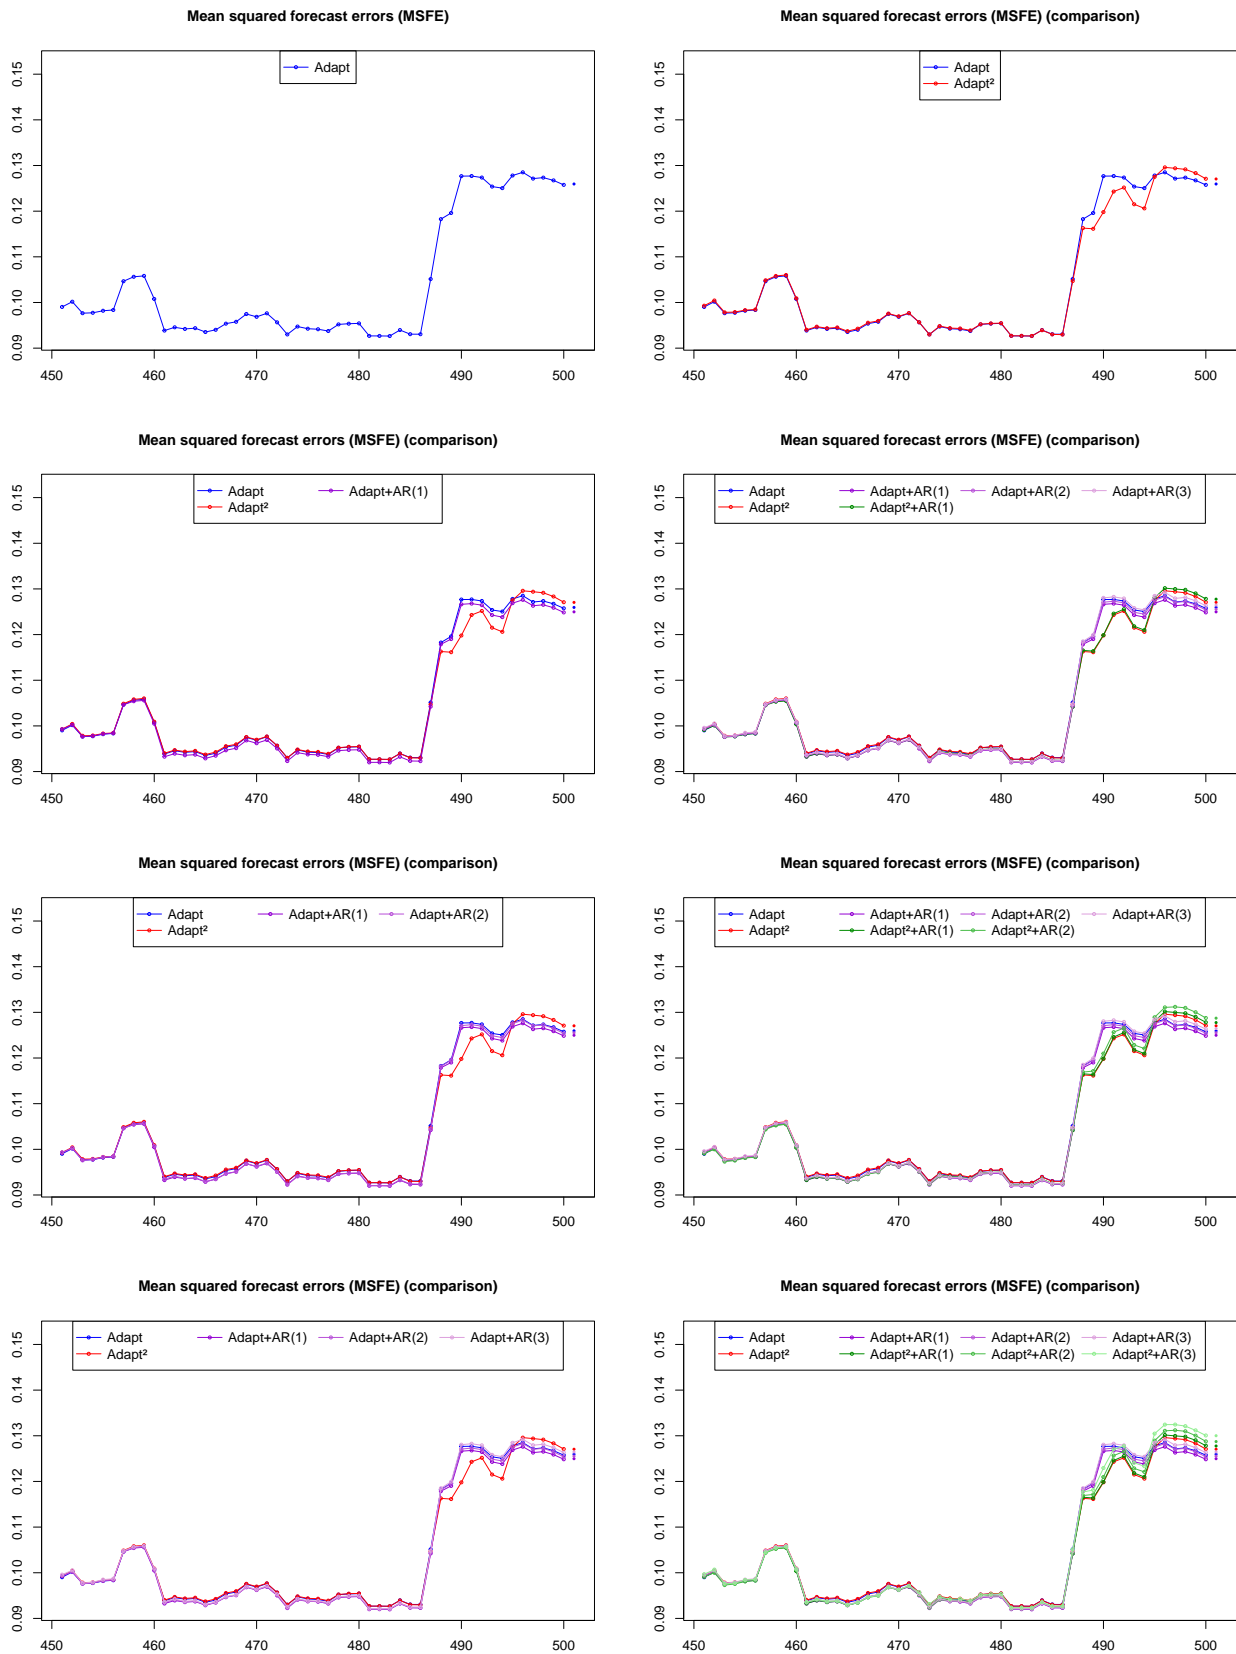 Mean squared forecast errors (MSFE)
Adapt
0.15
0.14
0.13
0.12
0.11
0.10
0.09
450 460 470 480 490 500
Mean squared forecast errors (MSFE) (comparison)
Adapt
Adapt²
0.15
0.14
0.13
0.12
0.11
0.10
0.09
450 460 470 480 490 500
Mean squared forecast errors (MSFE) (comparison)
Adapt Adapt+AR(1)
Adapt²
0.15
0.14
0.13
0.12
0.11
0.10
0.09
450 460 470 480 490 500
Mean squared forecast errors (MSFE) (comparison)
Adapt Adapt+AR(1) Adapt+AR(2) Adapt+AR(3)
Adapt² Adapt²+AR(1)
0.15
0.14
0.13
0.12
0.11
0.10
0.09
450 460 470 480 490 500
Mean squared forecast errors (MSFE) (comparison)
Adapt Adapt+AR(1) Adapt+AR(2)
Adapt²
0.15
0.14
0.13
0.12
0.11
0.10
0.09
450 460 470 480 490 500
Mean squared forecast errors (MSFE) (comparison)
Adapt Adapt+AR(1) Adapt+AR(2) Adapt+AR(3)
Adapt² Adapt²+AR(1) Adapt²+AR(2)
0.15
0.14
0.13
0.12
0.11
0.10
0.09
450 460 470 480 490 500
Mean squared forecast errors (MSFE) (comparison)
Adapt Adapt+AR(1) Adapt+AR(2) Adapt+AR(3)
Adapt²
0.15
0.14
0.13
0.12
0.11
0.10
0.09
450 460 470 480 490 500
Mean squared forecast errors (MSFE) (comparison)
Adapt Adapt+AR(1) Adapt+AR(2) Adapt+AR(3)
Adapt² Adapt²+AR(1) Adapt²+AR(2) Adapt²+AR(3)
0.15
0.14
0.13
0.12
0.11
0.10
0.09
450 460 470 480 490 500